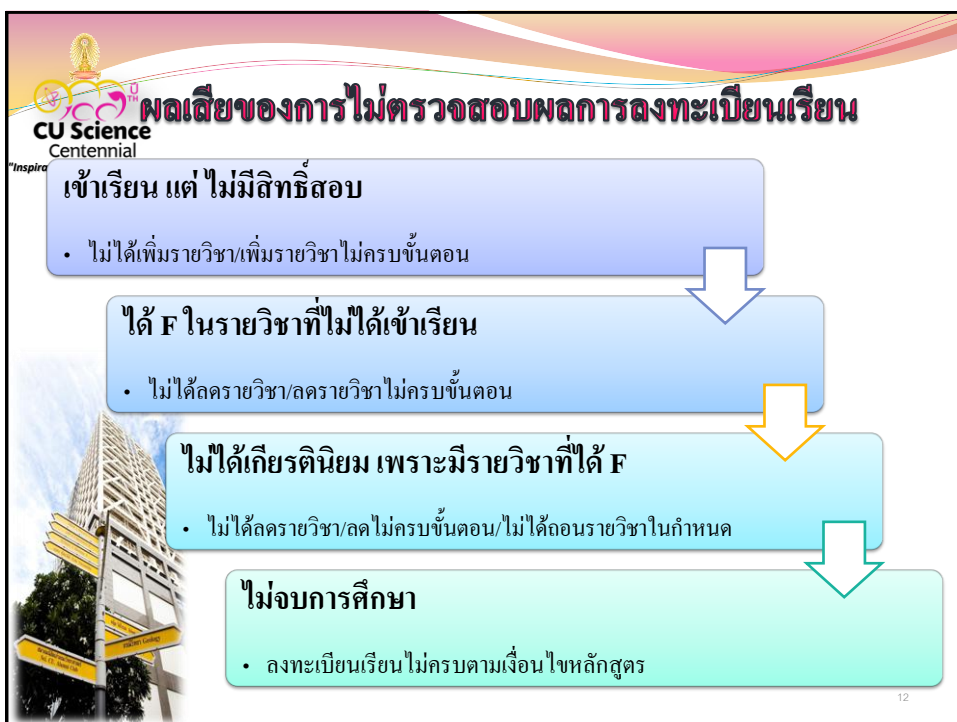 ผลเสียของการไม่ตรวจสอบผลการลงทะเบียนเรียน
TH
ปี
CU Science
Centennial
"Inspira
เข้าเรียน แต่ ไม่มีสิทธิ์สอบ
• ไม่ได้เพิ่มรายวิชา/เพิ่มรายวิชาไม่ครบขั้นตอน
ได้ F ในรายวิชาที่ไม่ได้เข้าเรียน
• ไม่ได้ลดรายวิชา/ลดรายวิชาไม่ครบขั้นตอน
ไม่ได้เกียรตินิยม เพราะมีรายวิชาที่ได้ F
• ไม่ได้ลดรายวิชา/ลดไม่ครบขั้นตอน/ไม่ได้ถอนรายวิชาในกำหนด
ไม่จบการศึกษา
• ลงทะเบียนเรียนไม่ครบตามเงื่อนไขหลักสูตร
Geology
12